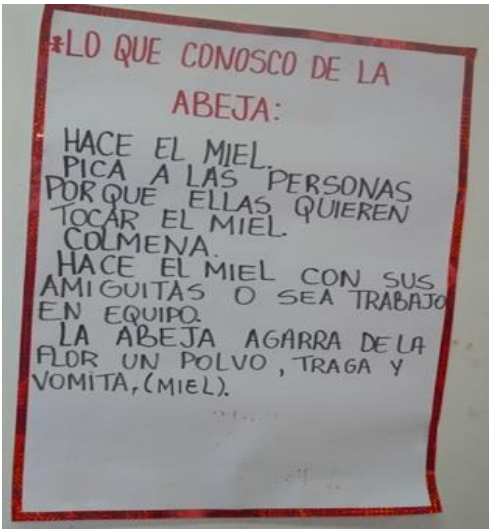 *LO QUE CONOSCO DE LA
ABEJA:
HACE EL MIEL.
PICA A LAS PERSONAS
PORQUE ELLAS QUIEREN
TOCAR EL MIEL.
COLMENA.
HACE EL MIEL CON SUS
AMIGUITAS O SEA TRABAJO
EN EQUIPO.
LA ABEJA AGARRA DE LA
FLOR UN POLVO, TRAGA Y
VOMITA, (MIEL).